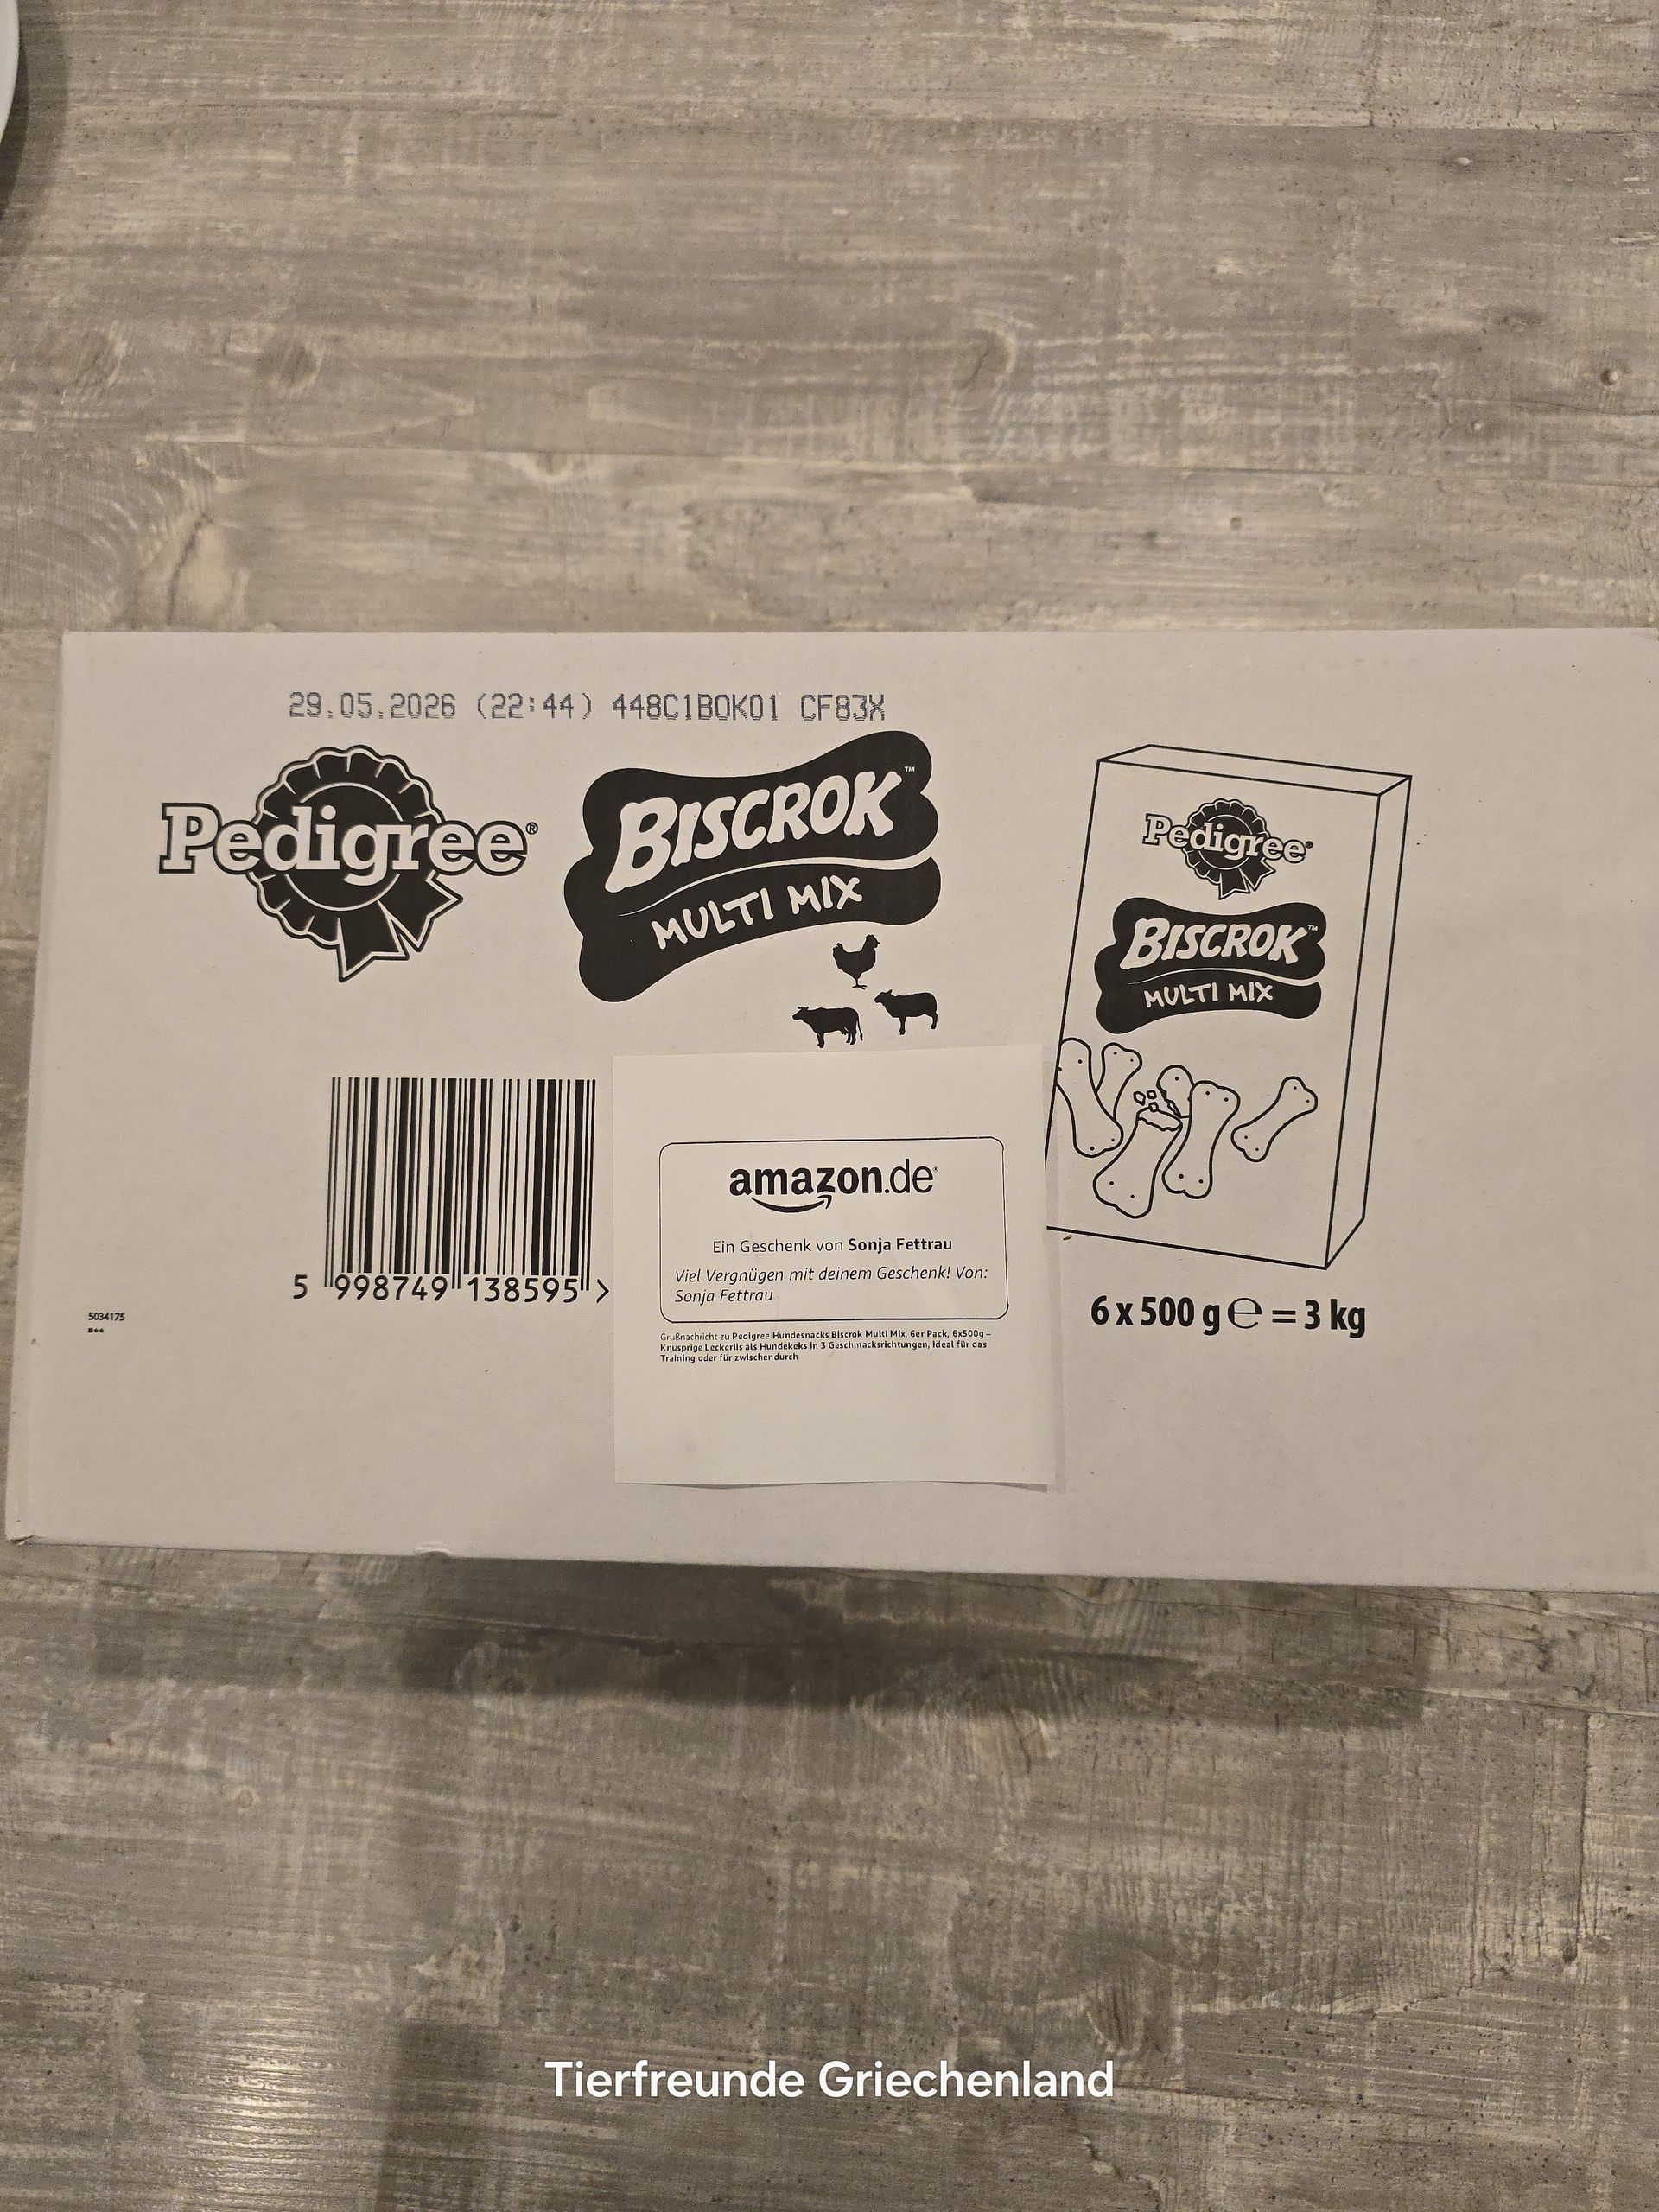 29.05.2026 (22:44) 448C1BOK01 CF83X
Pedigree®
BISCROK™
MULTI MIX
Pedigree®
BISCROK™
MULTI MIX
5 998749 138595 >
5034175
amazon.de
Ein Geschenk von Sonja Fettrau
Viel Vergnügen mit deinem Geschenk! Von:
Sonja Fettrau
Grußnachricht zu Pedigree Hundesnacks Biscrok Multi Mix, 6er Pack, 6x500g –
Knusprige Leckerlis als Hundekeks in 3 Geschmacksrichtungen, ideal für das
Training oder für zwischendurch
6 x 500 g ℮ = 3 kg
Tierfreunde Griechenland